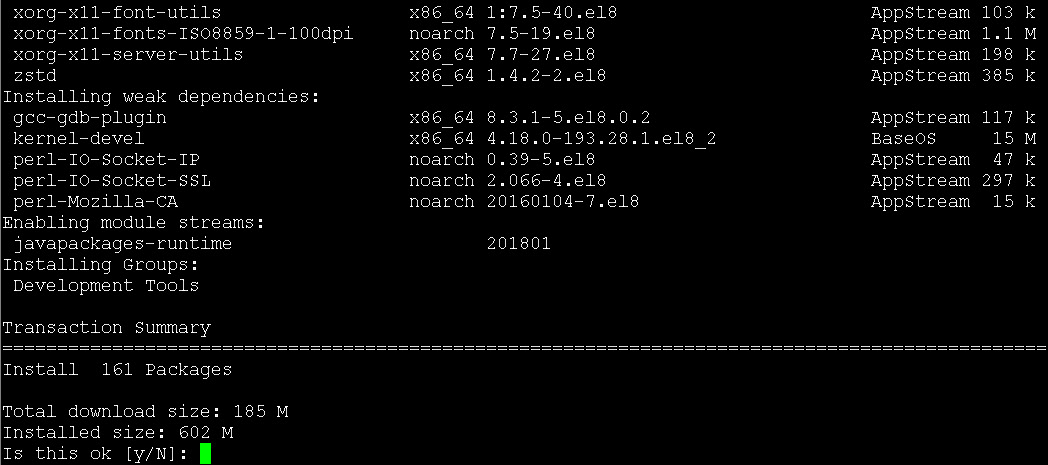 xorg-x11-font-utils x86_64 1:7.5-40.el8 AppStream 103 k
xorg-x11-fonts-ISO8859-1-100dpi noarch 7.5-19.el8 AppStream 1.1 M
xorg-x11-server-utils x86_64 7.7-27.el8 AppStream 198 k
zstd x86_64 1.4.2-2.el8 AppStream 385 k
Installing weak dependencies:
gcc-gdb-plugin x86_64 8.3.1-5.el8.0.2 AppStream 117 k
kernel-devel x86_64 4.18.0-193.28.1.el8_2 BaseOS 15 M
perl-IO-Socket-IP noarch 0.39-5.el8 AppStream 47 k
perl-IO-Socket-SSL noarch 2.066-4.el8 AppStream 297 k
perl-Mozilla-CA noarch 20160104-7.el8 AppStream 15 k
Enabling module streams:
javapackages-runtime 201801
Installing Groups:
Development Tools
Transaction Summary
================================================================================================
Install 161 Packages
Total download size: 185 M
Installed size: 602 M
Is this ok [y/N]: